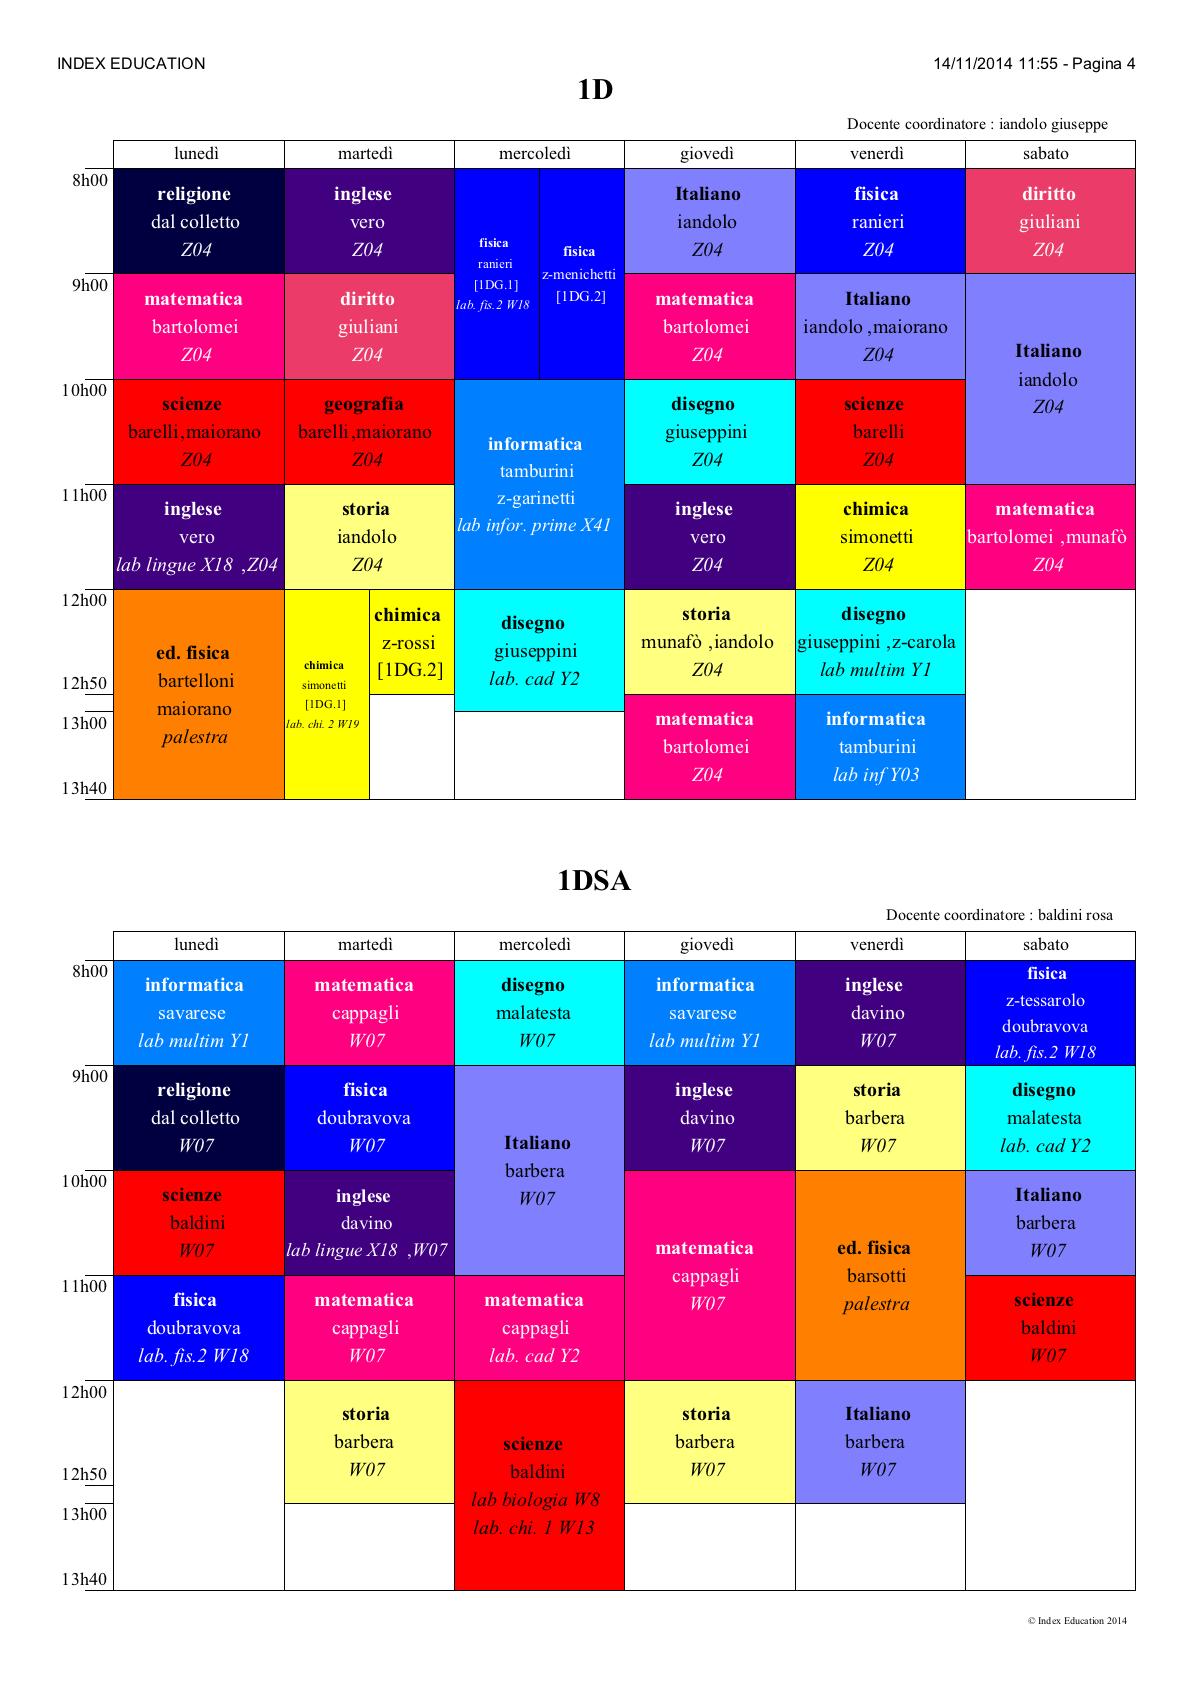 INDEX EDUCATION
14/11/2014 11:55 - Pagina 4
1D
Docente coordinatore : iandolo giuseppe
lunedì martedì mercoledì giovedì venerdì sabato
8h00
religione
dal colletto
Z04
inglese
vero
Z04
fisica
ranieri
[1DG.1]
lab. fis.2 W18
fisica
z-menichetti
[1DG.2]
Italiano
iandolo
Z04
fisica
ranieri
Z04
diritto
giuliani
Z04
9h00
matematica
bartolomei
Z04
diritto
giuliani
Z04
matematica
bartolomei
Z04
Italiano
iandolo ,maiorano
Z04
Italiano
iandolo
Z04
10h00
scienze
barelli,maiorano
Z04
geografia
barelli,maiorano
Z04
informatica
tamburini
z-garinetti
lab infor. prime X41
disegno
giuseppini
Z04
scienze
barelli
Z04
11h00
inglese
vero
lab lingue X18 ,Z04
storia
iandolo
Z04
inglese
vero
Z04
chimica
simonetti
Z04
matematica
bartolomei ,munafò
Z04
12h00
ed. fisica
bartelloni
maiorano
palestra
chimica
simonetti
[1DG.1]
lab. chi. 2 W19
chimica
z-rossi
[1DG.2]
disegno
giuseppini
lab. cad Y2
storia
munafò ,iandolo
Z04
disegno
giuseppini ,z-carola
lab multim Y1
12h50
13h00
matematica
bartolomei
Z04
informatica
tamburini
lab inf Y03
13h40
1DSA
Docente coordinatore : baldini rosa
lunedì martedì mercoledì giovedì venerdì sabato
8h00
informatica
savarese
lab multim Y1
matematica
cappagli
W07
disegno
malatesta
W07
informatica
savarese
lab multim Y1
inglese
davino
W07
fisica
z-tessarolo
doubravova
lab. fis.2 W18
9h00
religione
dal colletto
W07
fisica
doubravova
W07
Italiano
barbera
W07
inglese
davino
W07
storia
barbera
W07
disegno
malatesta
lab. cad Y2
10h00
scienze
baldini
W07
inglese
davino
lab lingue X18 ,W07
matematica
cappagli
W07
ed. fisica
barsotti
palestra
Italiano
barbera
W07
11h00
fisica
doubravova
lab. fis.2 W18
matematica
cappagli
W07
matematica
cappagli
lab. cad Y2
scienze
baldini
W07
12h00
storia
barbera
W07
scienze
baldini
lab biologia W8
lab. chi. 1 W13
storia
barbera
W07
Italiano
barbera
W07
12h50
13h00
13h40
© Index Education 2014